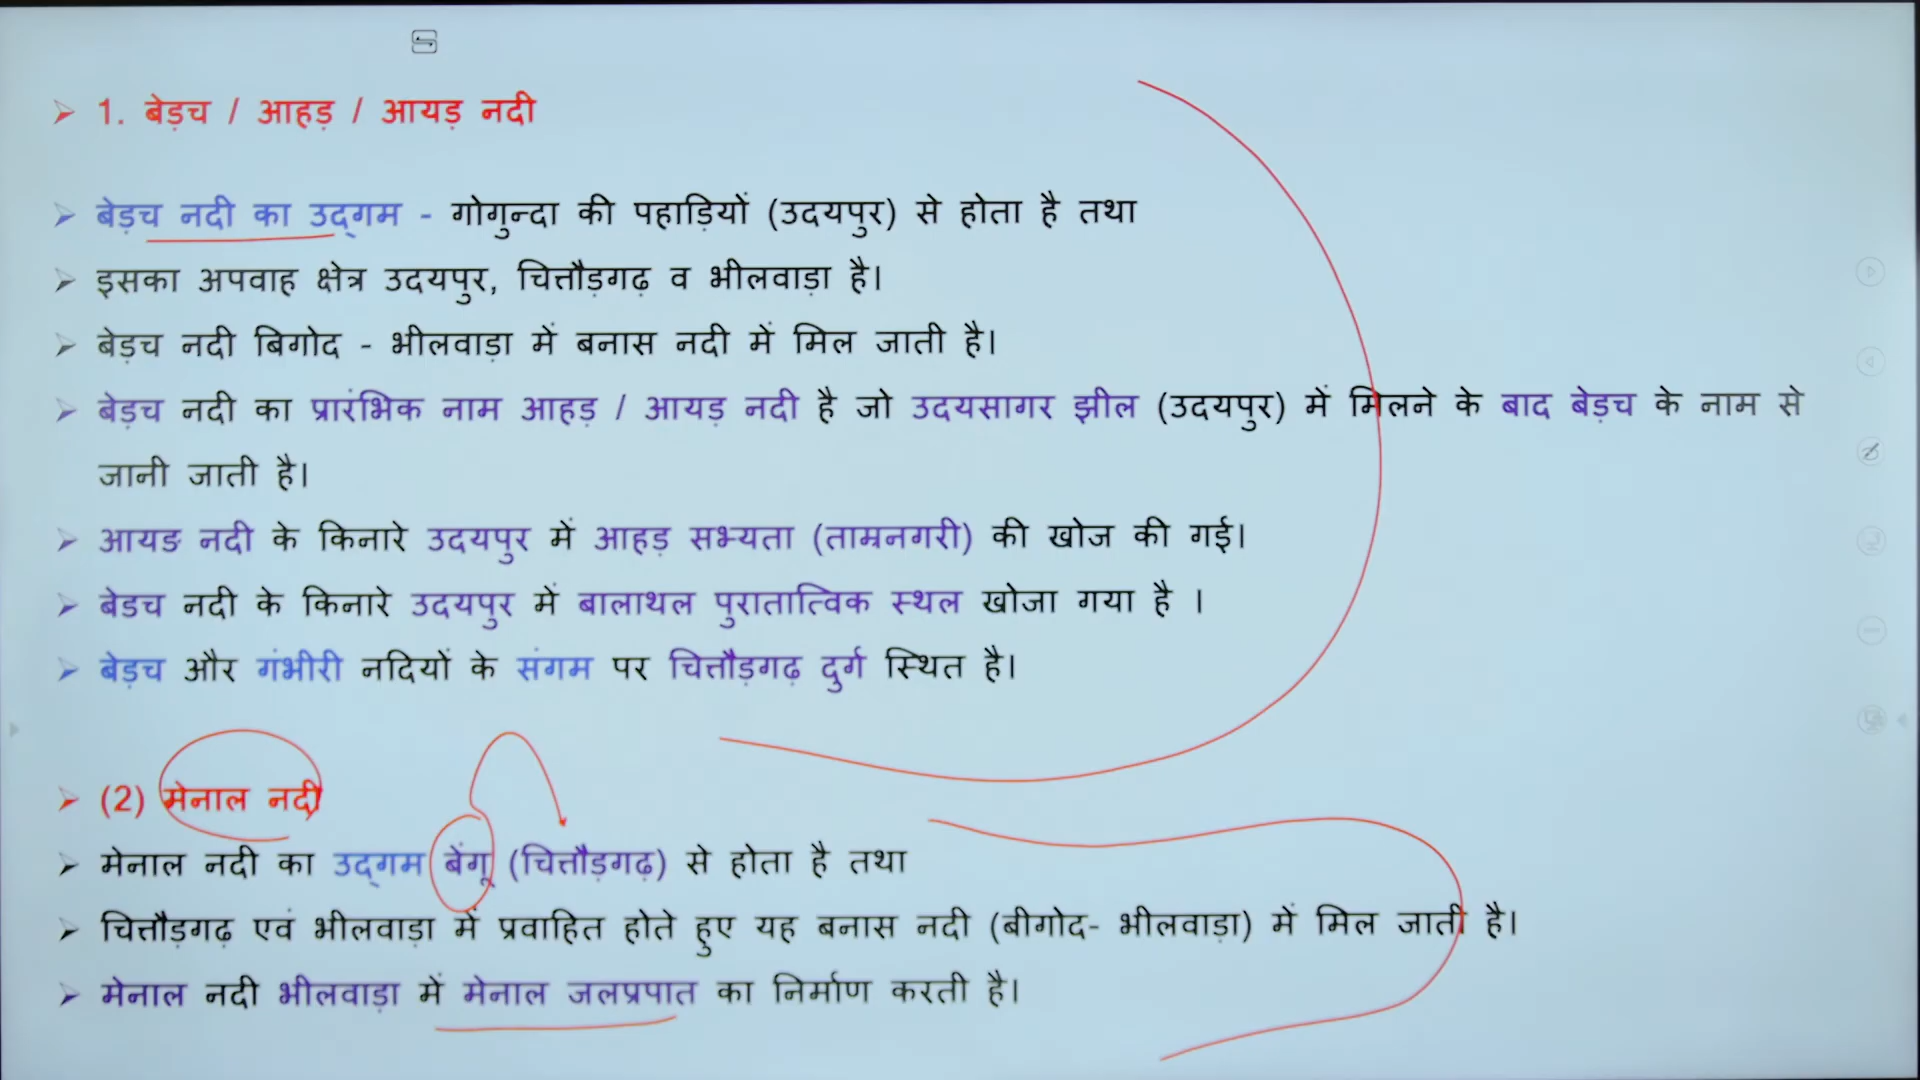 1. बेड़च / आहड़ / आयड़ नदी
बेड़च नदी का उद्गम - गोगुन्दा की पहाड़ियों (उदयपुर) से होता है तथा
इसका अपवाह क्षेत्र उदयपुर, चित्तौड़गढ़ व भीलवाड़ा है।
बेड़च नदी बिगोद - भीलवाड़ा में बनास नदी में मिल जाती है।
बेड़च नदी का प्रारंभिक नाम आहड़ / आयड़ नदी है जो उदयसागर झील (उदयपुर) में मिलने के बाद बेड़च के नाम से
जानी जाती है।
आयङ नदी के किनारे उदयपुर में आहड़ सभ्यता (ताम्रनगरी) की खोज की गई।
बेडच नदी के किनारे उदयपुर में बालाथल पुरातात्विक स्थल खोजा गया है ।
बेड़च और गंभीरी नदियों के संगम पर चित्तौड़गढ़ दुर्ग स्थित है।
(2) मेनाल नदी
मेनाल नदी का उद्गम बेंगू (चित्तौड़गढ़) से होता है तथा
चित्तौड़गढ़ एवं भीलवाड़ा में प्रवाहित होते हुए यह बनास नदी (बीगोद- भीलवाड़ा) में मिल जाती है।
मेनाल नदी भीलवाड़ा में मेनाल जलप्रपात का निर्माण करती है।